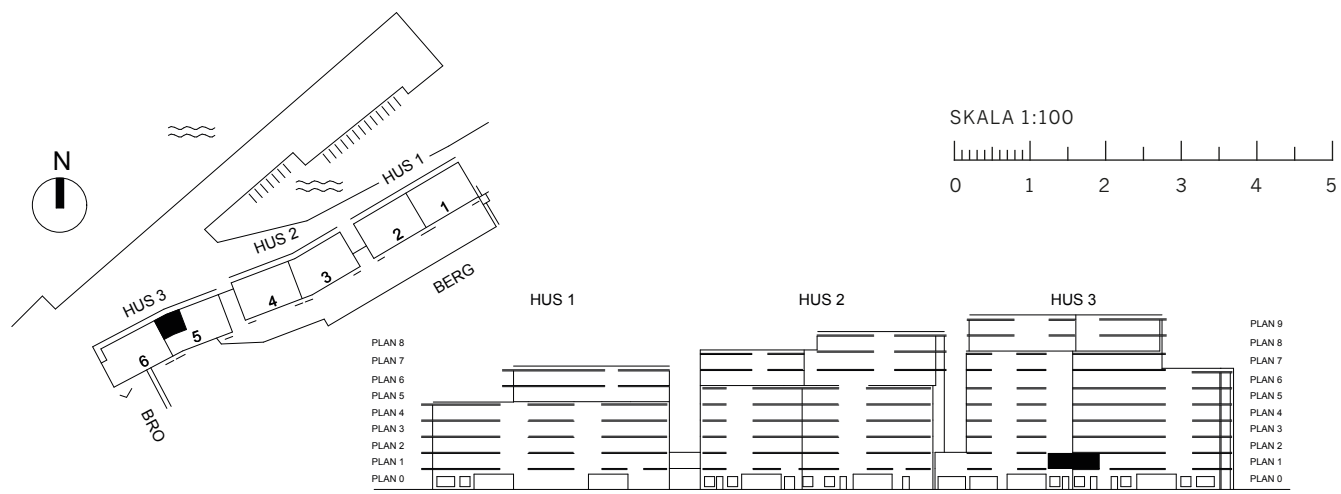 N
HUS 1
HUS 2
HUS 3
1
2
3
4
5
6
BERG
BRO
SKALA 1:100
0 1 2 3 4 5
HUS 1 HUS 2 HUS 3
PLAN 8
PLAN 7
PLAN 6
PLAN 5
PLAN 4
PLAN 3
PLAN 2
PLAN 1
PLAN 0
PLAN 9
PLAN 8
PLAN 7
PLAN 6
PLAN 5
PLAN 4
PLAN 3
PLAN 2
PLAN 1
PLAN 0